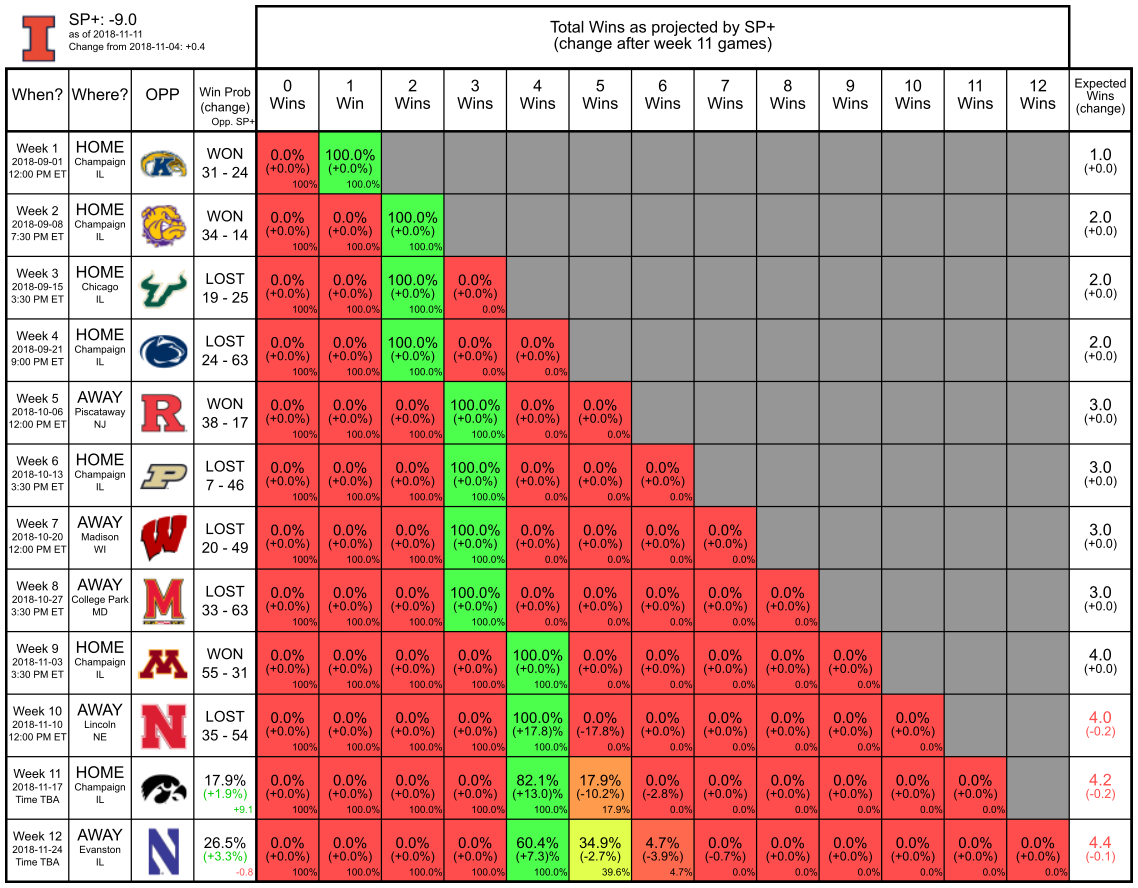 SP+: -9.0
as of 2018-11-11
Change from 2018-11-04: +0.4
Total Wins as projected by SP+
(change after week 11 games)
When? Where? OPP Win Prob (change) Opp. SP+ 0 Wins 1 Win 2 Wins 3 Wins 4 Wins 5 Wins 6 Wins 7 Wins 8 Wins 9 Wins 10 Wins 11 Wins 12 Wins Expected Wins (change)
Week 1 HOME WON 0.0% 100.0% 1.0
2018-09-01 Champaign K 31 - 24 (+0.0%) (+0.0%) (+0.0)
12:00 PM ET IL 100% 100.0%
Week 2 HOME WON 0.0% 0.0% 100.0% 2.0
2018-09-08 Champaign 34 - 14 (+0.0%) (+0.0%) (+0.0%) (+0.0)
7:30 PM ET IL 100% 100.0% 100.0%
Week 3 HOME LOST 0.0% 0.0% 100.0% 0.0% 2.0
2018-09-15 Chicago 19 - 25 (+0.0%) (+0.0%) (+0.0%) (+0.0%) (+0.0)
3:30 PM ET IL 100% 100.0% 100.0% 0.0%
Week 4 HOME LOST 0.0% 0.0% 100.0% 0.0% 0.0% 2.0
2018-09-21 Champaign 24 - 63 (+0.0%) (+0.0%) (+0.0%) (+0.0%) (+0.0%) (+0.0)
9:00 PM ET IL 100% 100.0% 100.0% 0.0% 0.0%
Week 5 AWAY WON 0.0% 0.0% 0.0% 100.0% 0.0% 0.0% 3.0
2018-10-06 Piscataway R 38 - 17 (+0.0%) (+0.0%) (+0.0%) (+0.0%) (+0.0%) (+0.0%) (+0.0)
12:00 PM ET NJ 100% 100.0% 100.0% 100.0% 0.0% 0.0%
Week 6 HOME LOST 0.0% 0.0% 0.0% 100.0% 0.0% 0.0% 0.0% 3.0
2018-10-13 Champaign P 7 - 46 (+0.0%) (+0.0%) (+0.0%) (+0.0%) (+0.0%) (+0.0%) (+0.0%) (+0.0)
3:30 PM ET IL 100% 100.0% 100.0% 100.0% 0.0% 0.0% 0.0%
Week 7 AWAY LOST 0.0% 0.0% 0.0% 100.0% 0.0% 0.0% 0.0% 0.0% 3.0
2018-10-20 Madison W 20 - 49 (+0.0%) (+0.0%) (+0.0%) (+0.0%) (+0.0%) (+0.0%) (+0.0%) (+0.0%) (+0.0)
12:00 PM ET WI 100% 100.0% 100.0% 100.0% 0.0% 0.0% 0.0% 0.0%
Week 8 AWAY LOST 0.0% 0.0% 0.0% 100.0% 0.0% 0.0% 0.0% 0.0% 0.0% 3.0
2018-10-27 College Park M 33 - 63 (+0.0%) (+0.0%) (+0.0%) (+0.0%) (+0.0%) (+0.0%) (+0.0%) (+0.0%) (+0.0%) (+0.0)
3:30 PM ET MD 100% 100.0% 100.0% 100.0% 0.0% 0.0% 0.0% 0.0% 0.0%
Week 9 HOME WON 0.0% 0.0% 0.0% 0.0% 100.0% 0.0% 0.0% 0.0% 0.0% 0.0% 4.0
2018-11-03 Champaign M 55 - 31 (+0.0%) (+0.0%) (+0.0%) (+0.0%) (+0.0%) (+0.0%) (+0.0%) (+0.0%) (+0.0%) (+0.0%) (+0.0)
3:30 PM ET IL 100% 100.0% 100.0% 100.0% 100.0% 0.0% 0.0% 0.0% 0.0% 0.0%
Week 10 AWAY LOST 0.0% 0.0% 0.0% 0.0% 100.0% 0.0% 0.0% 0.0% 0.0% 0.0% 0.0% 4.0
2018-11-10 Lincoln N 35 - 54 (+0.0%) (+0.0%) (+0.0%) (+0.0%) (+17.8)% (-17.8%) (+0.0%) (+0.0%) (+0.0%) (+0.0%) (+0.0%) (-0.2)
12:00 PM ET NE 100% 100.0% 100.0% 100.0% 100.0% 0.0% 0.0% 0.0% 0.0% 0.0% 0.0%
Week 11 HOME 17.9% 0.0% 0.0% 0.0% 0.0% 82.1% 17.9% 0.0% 0.0% 0.0% 0.0% 0.0% 0.0% 4.2
2018-11-17 Champaign (+1.9%) (+0.0%) (+0.0%) (+0.0%) (+0.0%) (+13.0)% (-10.2%) (-2.8%) (+0.0%) (+0.0%) (+0.0%) (+0.0%) (+0.0%) (-0.2)
Time TBA IL +9.1 100% 100.0% 100.0% 100.0% 100.0% 17.9% 0.0% 0.0% 0.0% 0.0% 0.0% 0.0%
Week 12 AWAY 26.5% 0.0% 0.0% 0.0% 0.0% 60.4% 34.9% 4.7% 0.0% 0.0% 0.0% 0.0% 0.0% 0.0% 4.4
2018-11-24 Evanston N (+3.3%) (+0.0%) (+0.0%) (+0.0%) (+0.0%) (+7.3)% (-2.7%) (-3.9%) (-0.7%) (+0.0%) (+0.0%) (+0.0%) (+0.0%) (+0.0%) (-0.1)
Time TBA IL -0.8 100% 100.0% 100.0% 100.0% 100.0% 39.6% 4.7% 0.0% 0.0% 0.0% 0.0% 0.0% 0.0%